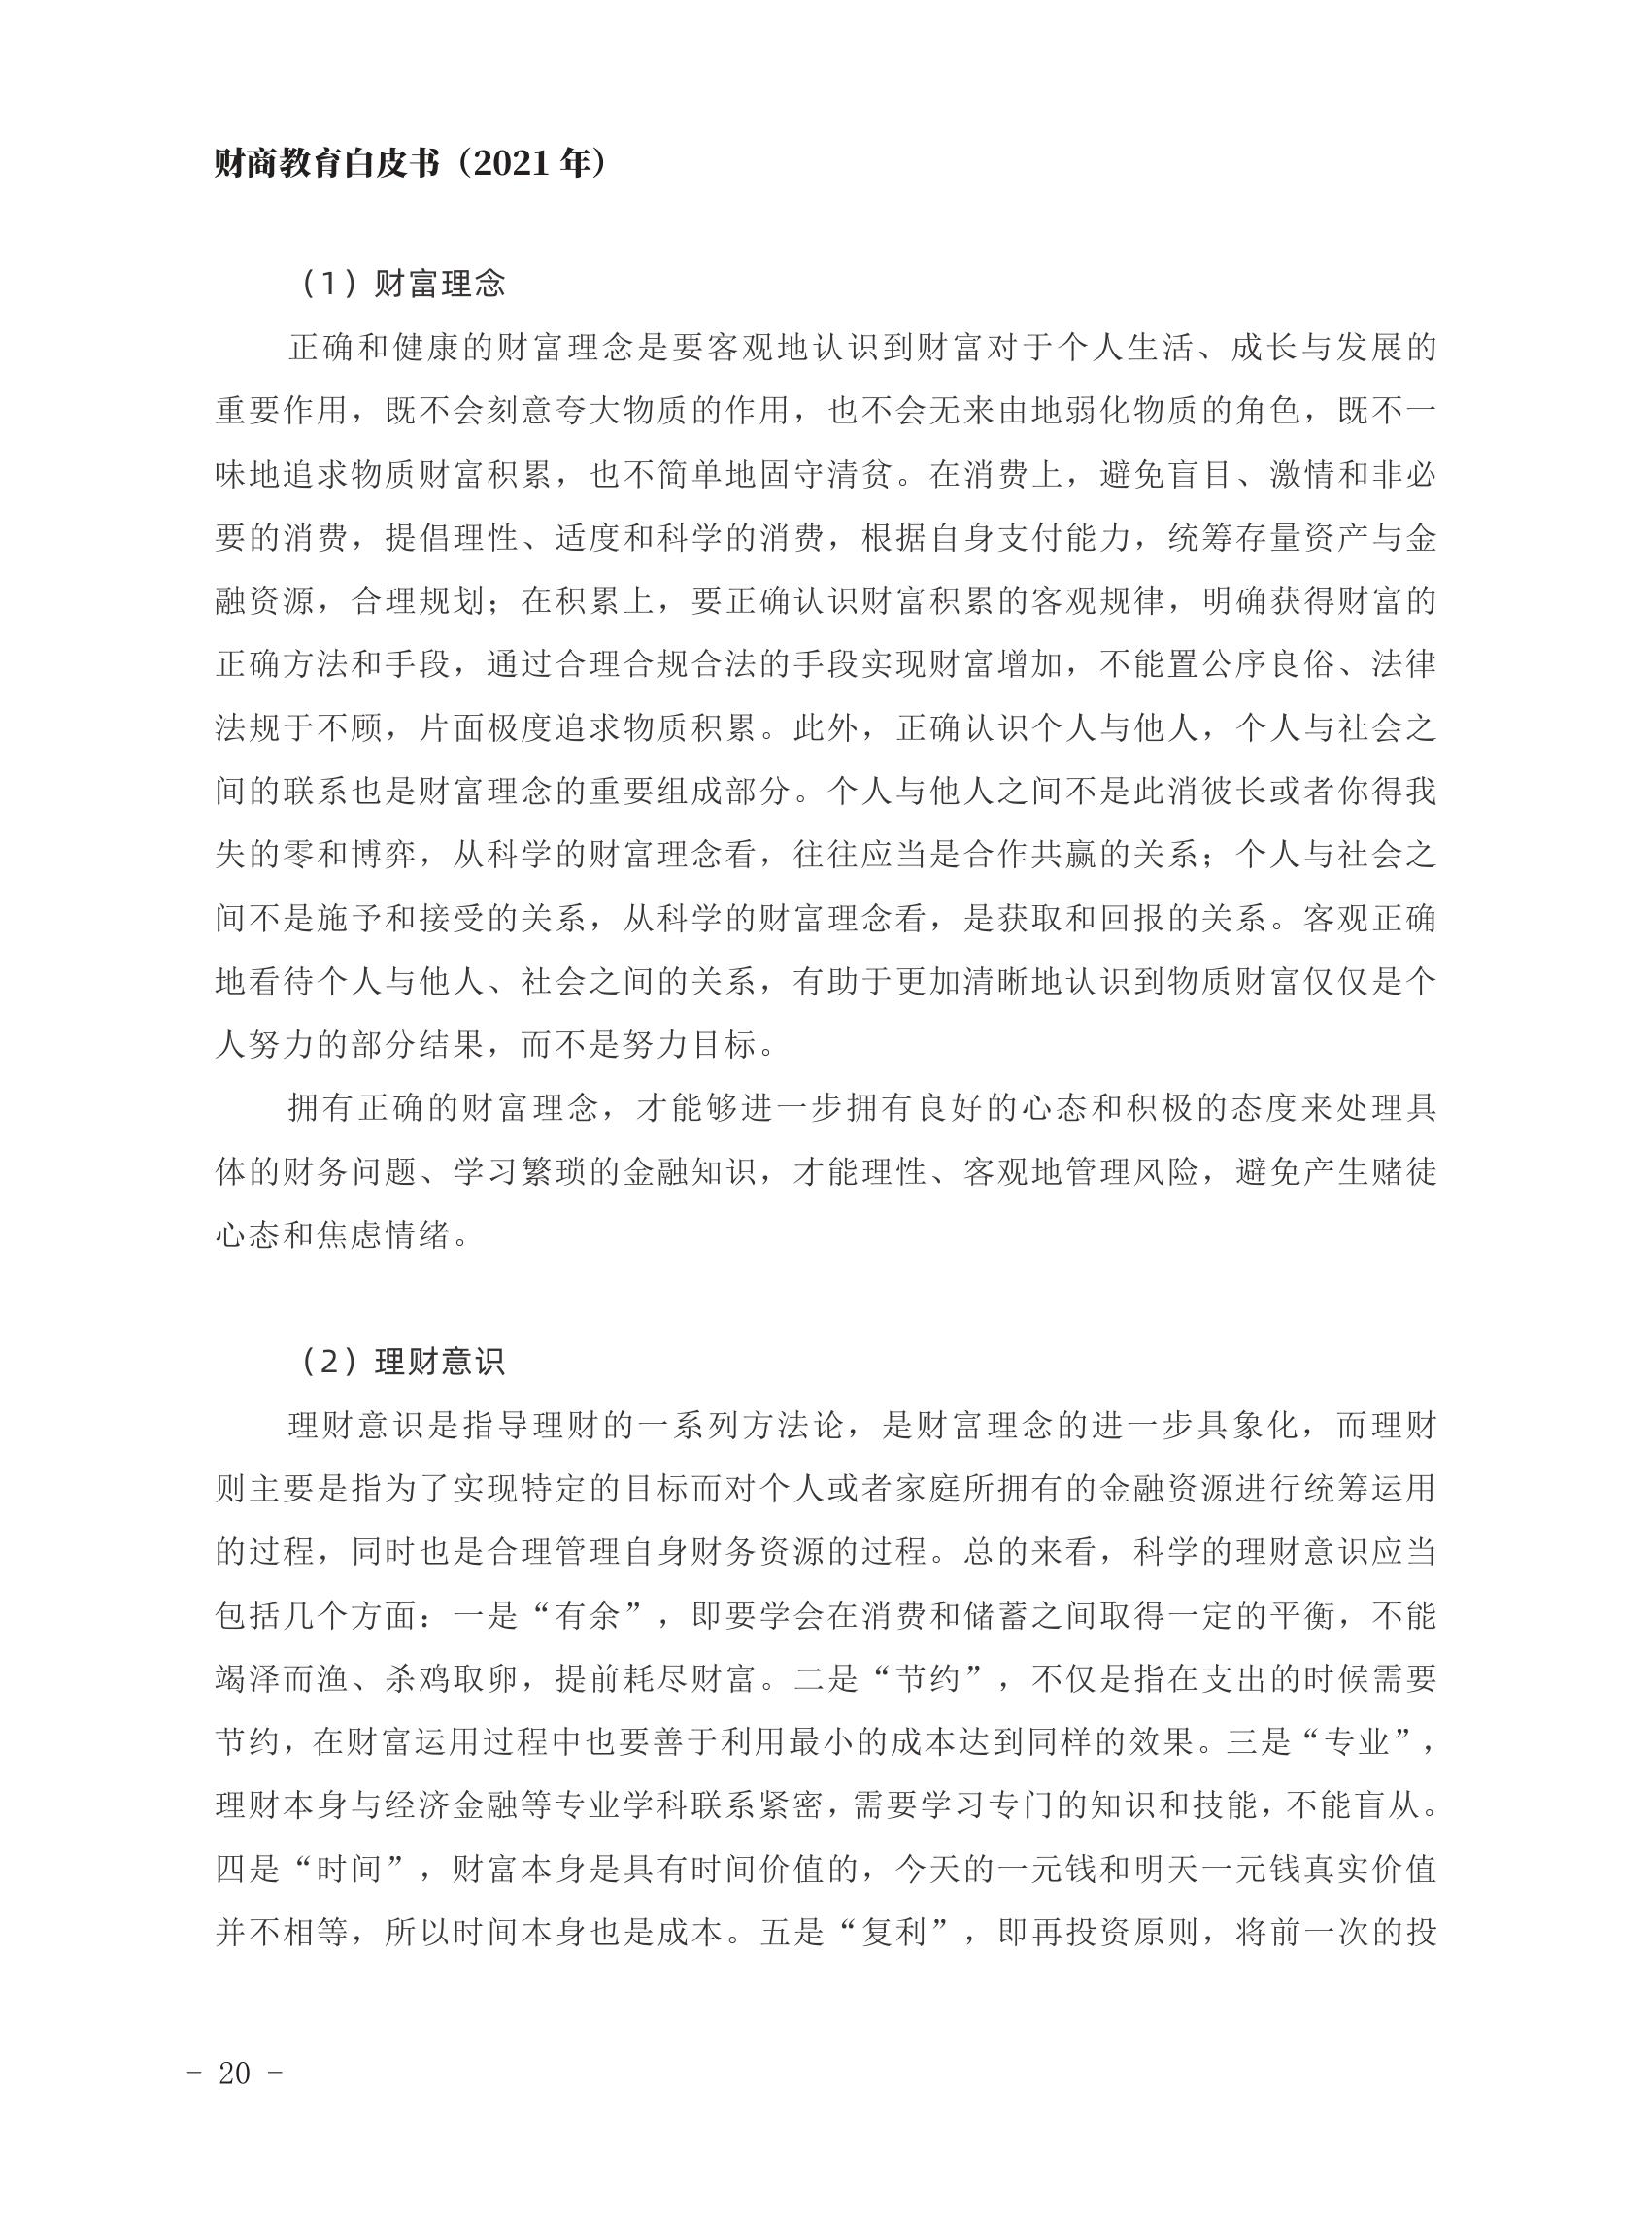 财商教育白皮书（2021 年）
（1）财富理念
正确和健康的财富理念是要客观地认识到财富对于个人生活、成长与发展的
重要作用，既不会刻意夸大物质的作用，也不会无来由地弱化物质的角色，既不一
味地追求物质财富积累，也不简单地固守清贫。在消费上，避免盲目、激情和非必
要的消费，提倡理性、适度和科学的消费，根据自身支付能力，统筹存量资产与金
融资源，合理规划；在积累上，要正确认识财富积累的客观规律，明确获得财富的
正确方法和手段，通过合理合规合法的手段实现财富增加，不能置公序良俗、法律
法规于不顾，片面极度追求物质积累。此外，正确认识个人与他人，个人与社会之
间的联系也是财富理念的重要组成部分。个人与他人之间不是此消彼长或者你得我
失的零和博弈，从科学的财富理念看，往往应当是合作共赢的关系；个人与社会之
间不是施予和接受的关系，从科学的财富理念看，是获取和回报的关系。客观正确
地看待个人与他人、社会之间的关系，有助于更加清晰地认识到物质财富仅仅是个
人努力的部分结果，而不是努力目标。
拥有正确的财富理念，才能够进一步拥有良好的心态和积极的态度来处理具
体的财务问题、学习繁琐的金融知识，才能理性、客观地管理风险，避免产生赌徒
心态和焦虑情绪。
（2）理财意识
理财意识是指导理财的一系列方法论，是财富理念的进一步具象化，而理财
则主要是指为了实现特定的目标而对个人或者家庭所拥有的金融资源进行统筹运用
的过程，同时也是合理管理自身财务资源的过程。总的来看，科学的理财意识应当
包括几个方面：一是“有余”，即要学会在消费和储蓄之间取得一定的平衡，不能
竭泽而渔、杀鸡取卵，提前耗尽财富。二是“节约”，不仅是指在支出的时候需要
节约，在财富运用过程中也要善于利用最小的成本达到同样的效果。三是“专业”，
理财本身与经济金融等专业学科联系紧密，需要学习专门的知识和技能，不能盲从。
四是“时间”，财富本身是具有时间价值的，今天的一元钱和明天一元钱真实价值
并不相等，所以时间本身也是成本。五是“复利”，即再投资原则，将前一次的投
- 20 -